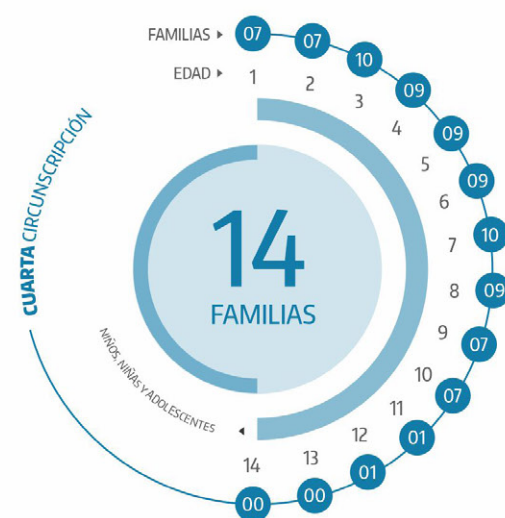 FAMILIAS ▸ 07 07 10 09 09 09 10 09 07 07 01 01 00 00
EDAD ▸ 1 2 3 4 5 6 7 8 9 10 11 12 13 14
CUARTA CIRCUNSCRIPCIÓN
14
FAMILIAS
NIÑOS, NIÑAS Y ADOLESCENTES